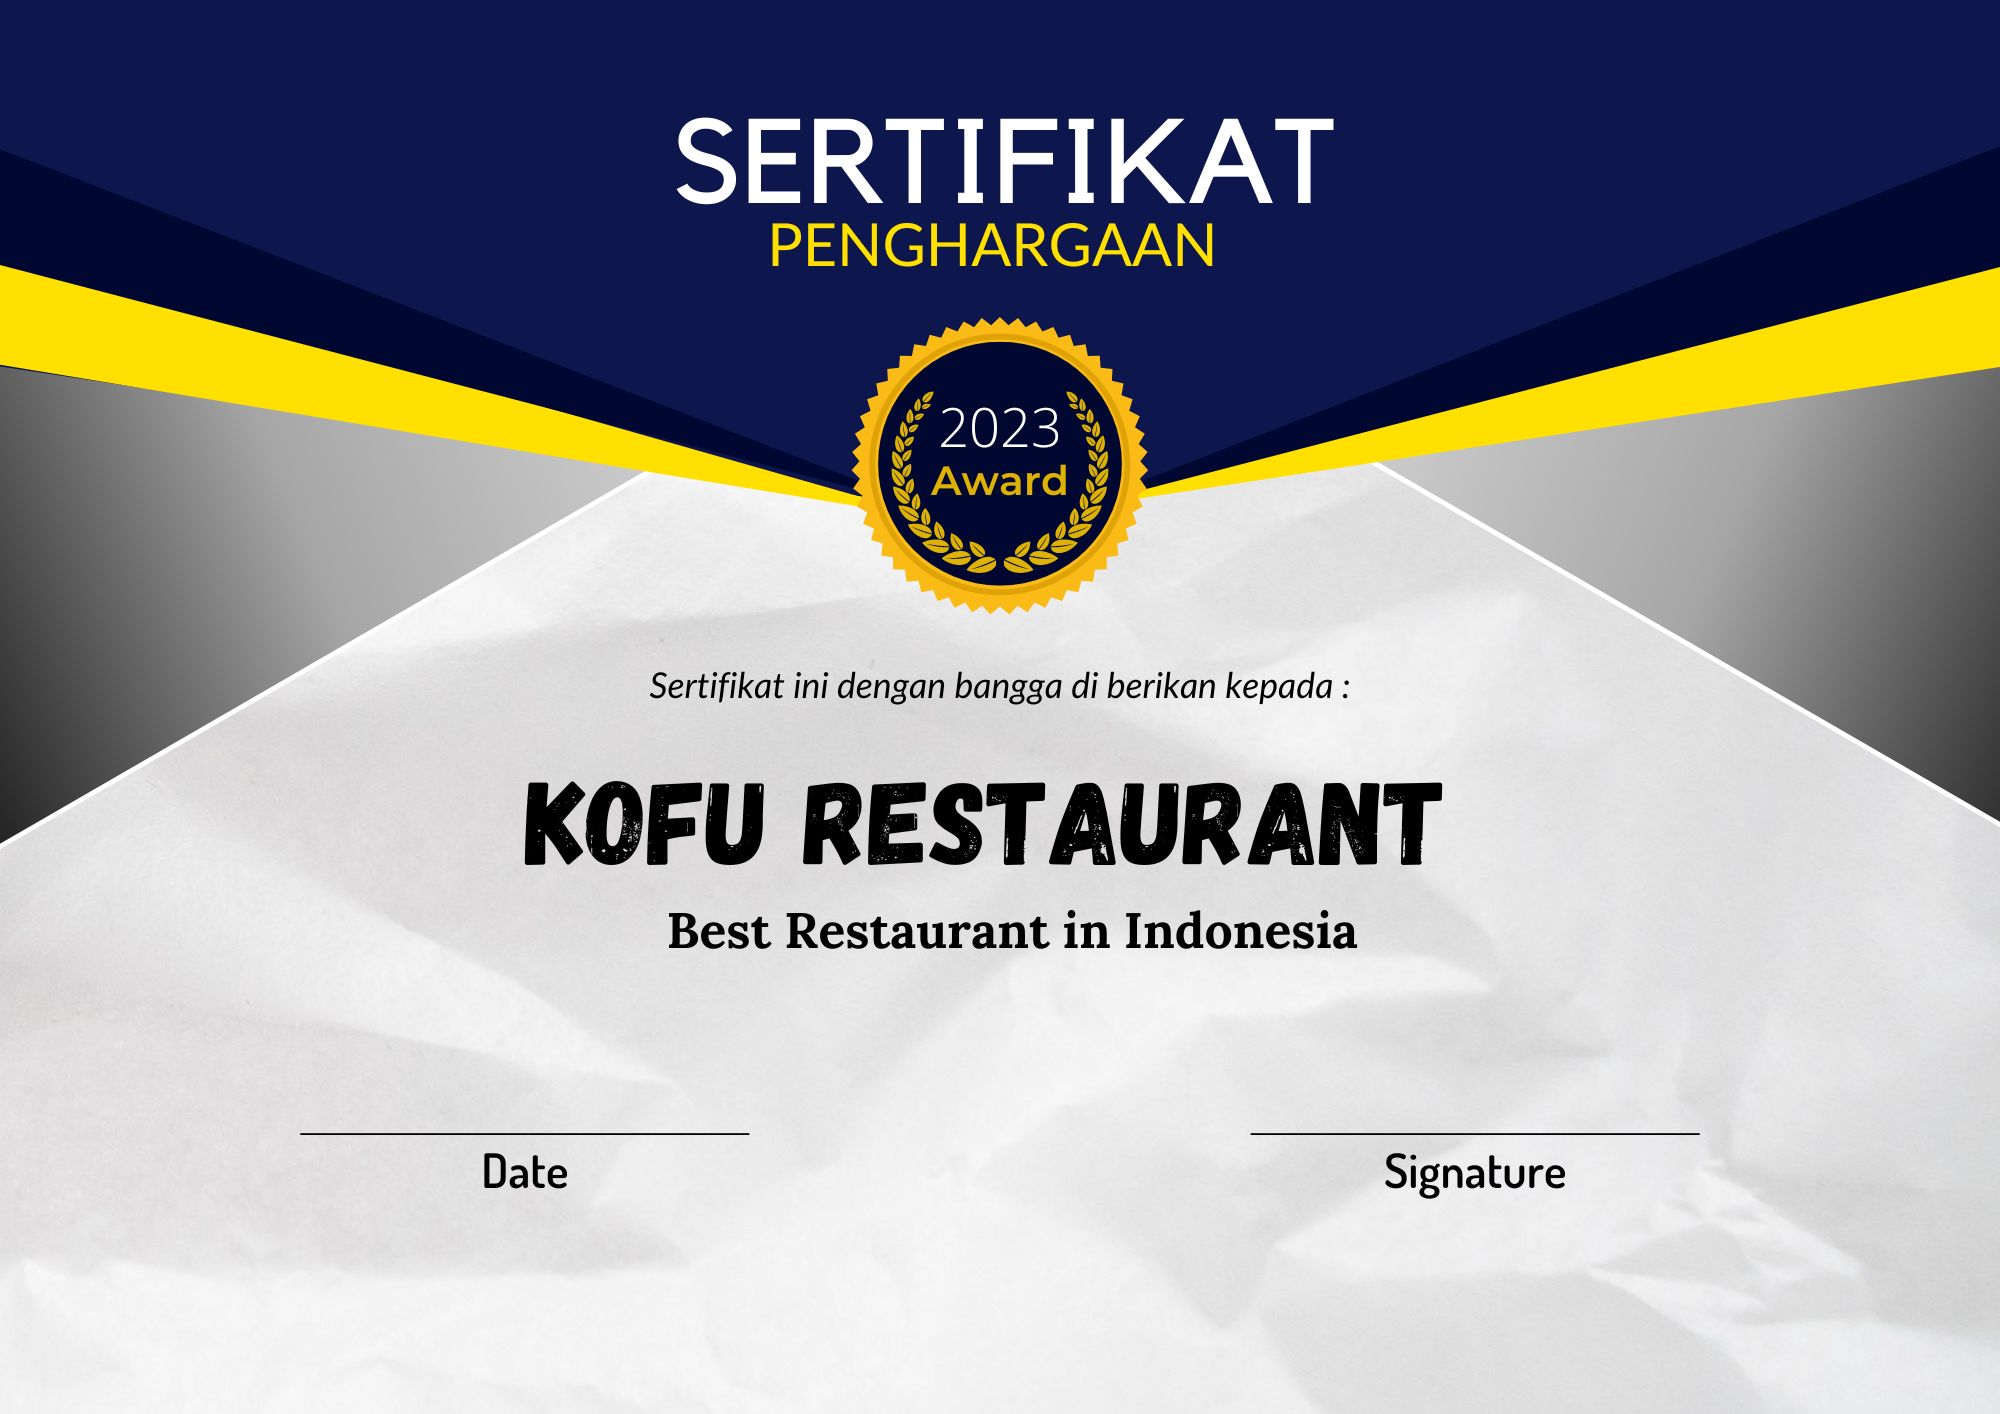 SERTIFIKAT
PENGHARGAAN
2023
Award
Sertifikat ini dengan bangga di berikan kepada :
KOFU RESTAURANT
Best Restaurant in Indonesia
Date
Signature